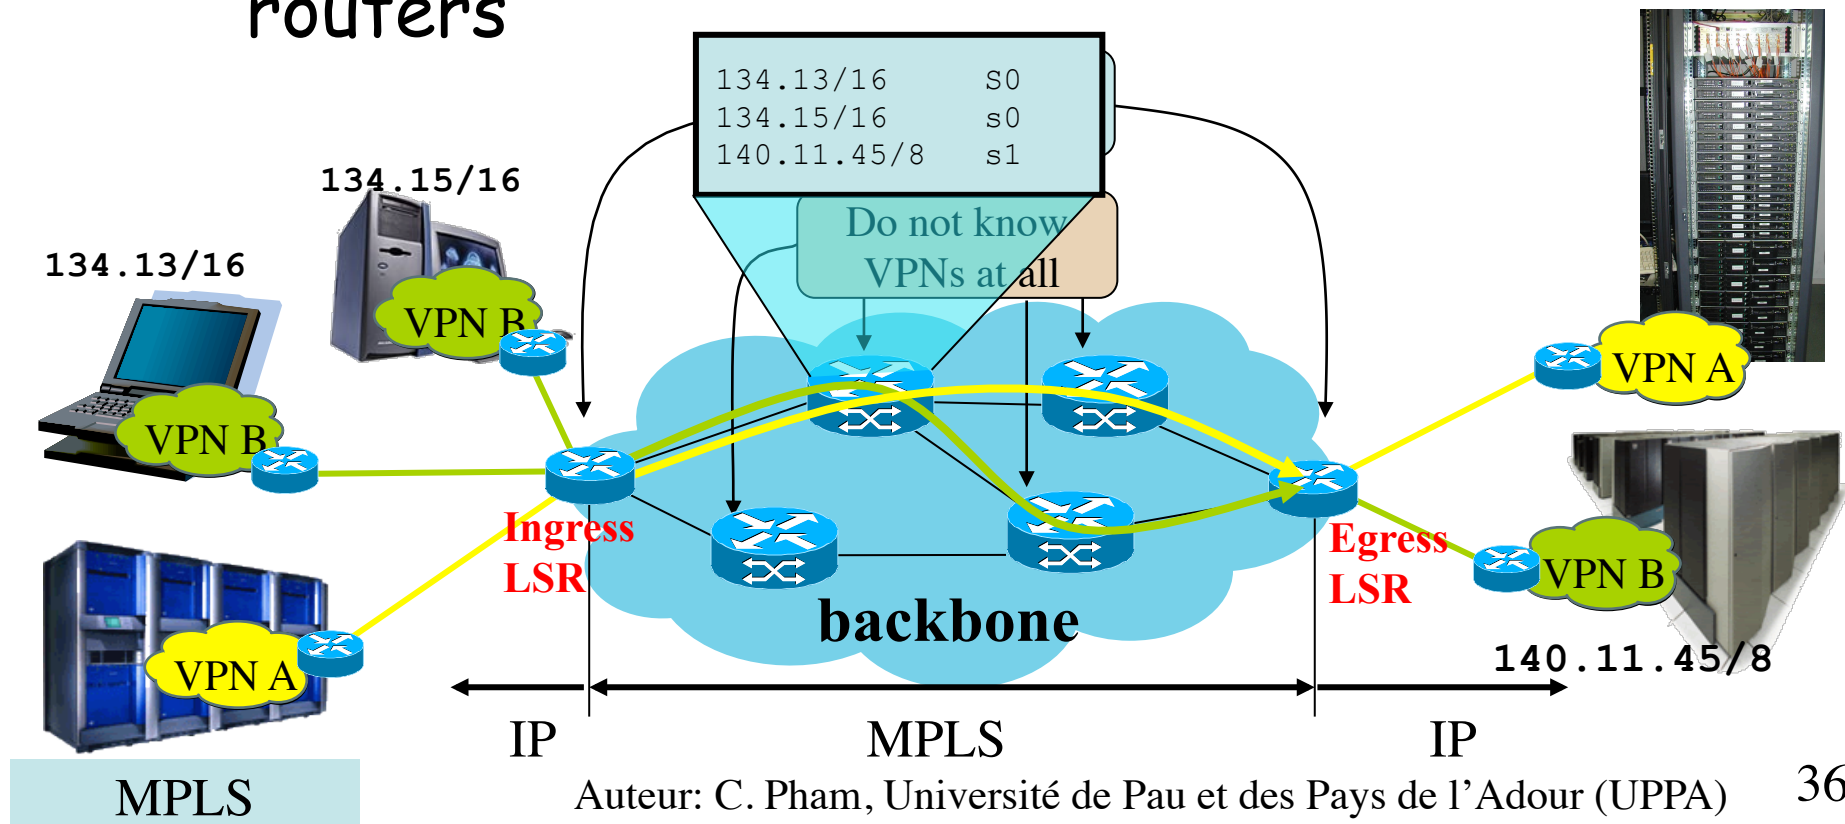 routers
134.13/16 S0
134.15/16 s0
140.11.45/8 s1
Do not know
VPNs at all
134.15/16
134.13/16
VPN B
VPN B
VPN A
VPN A
VPN B
Ingress
LSR
Egress
LSR
backbone
140.11.45/8
IP
MPLS
IP
MPLS
Auteur: C. Pham, Université de Pau et des Pays de l’Adour (UPPA)
36